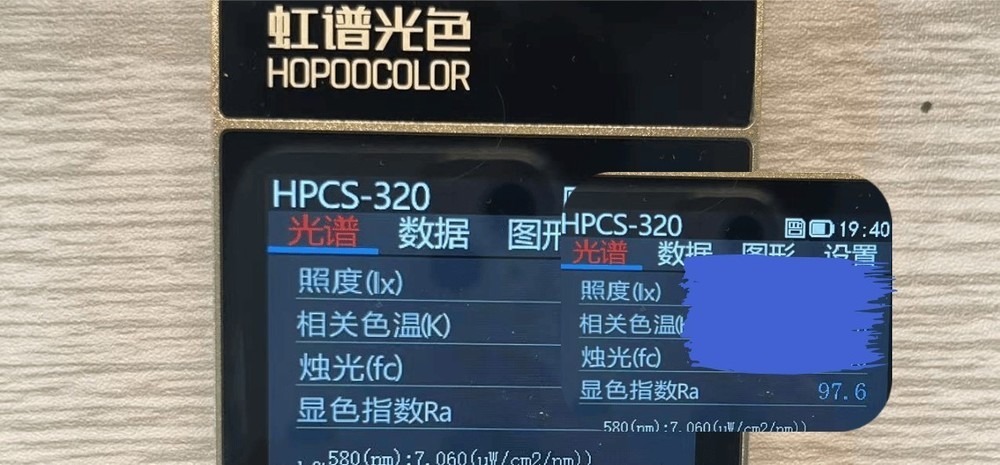 虹谱光色
HOPOOCOLOR
HPCS-320
光谱 数据 图形
照度(lx)
相关色温(K)
烛光(fc)
显色指数Ra
580(nm):7.060(uW/cm2/nm))
HPCS-320 19:40
光谱 数据 图形 设置
照度(lx)
相关色温(K
烛光(fc)
显色指数Ra 97.6
580(nm):7.060(uW/cm2/nm))